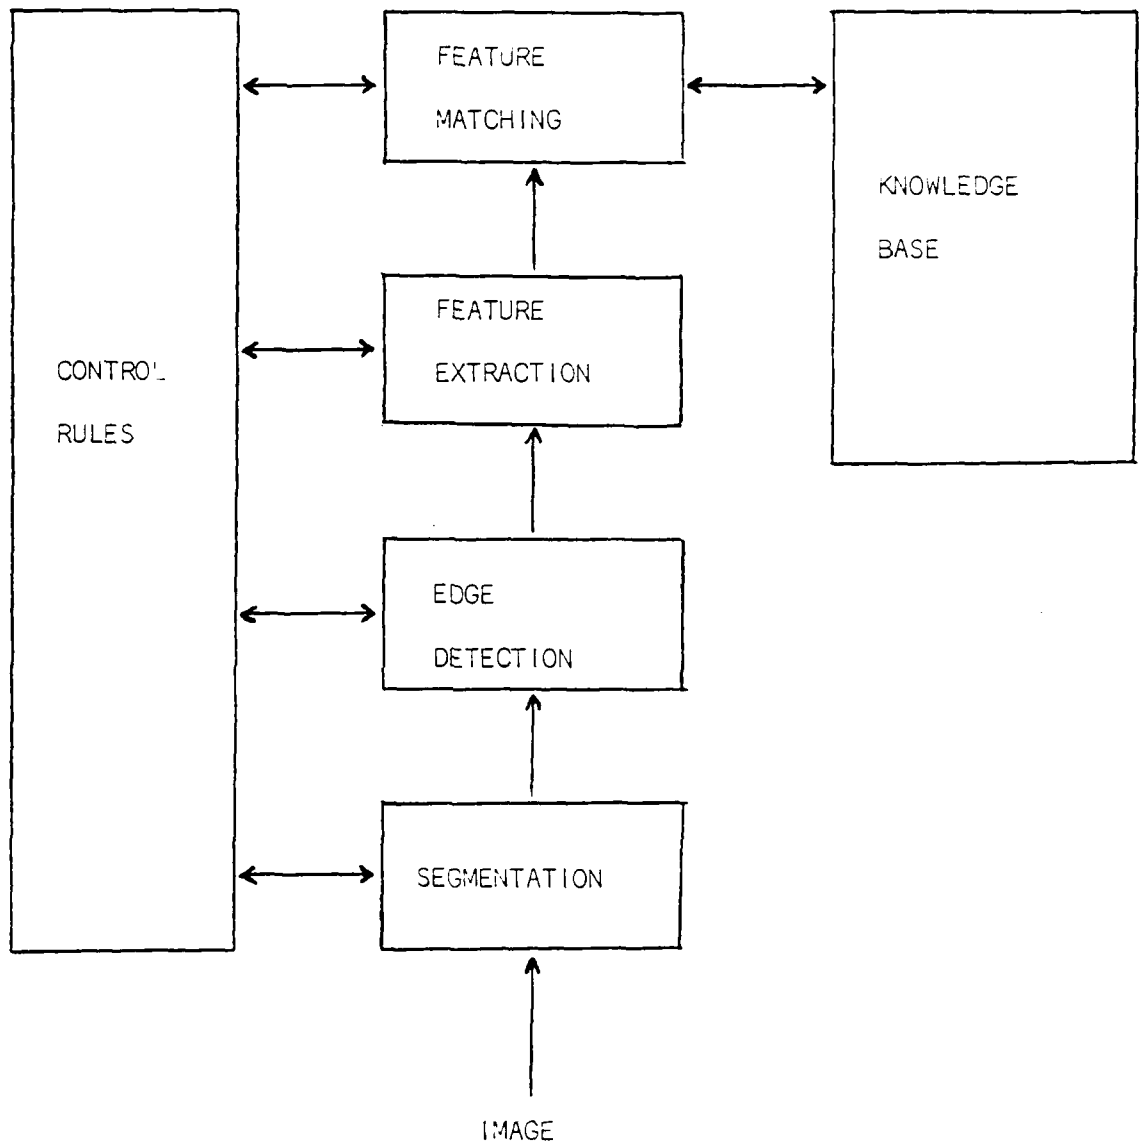 FEATURE
MATCHING
KNOWLEDGE
BASE
FEATURE
EXTRACTION
CONTROL
RULES
EDGE
DETECTION
SEGMENTATION
IMAGE